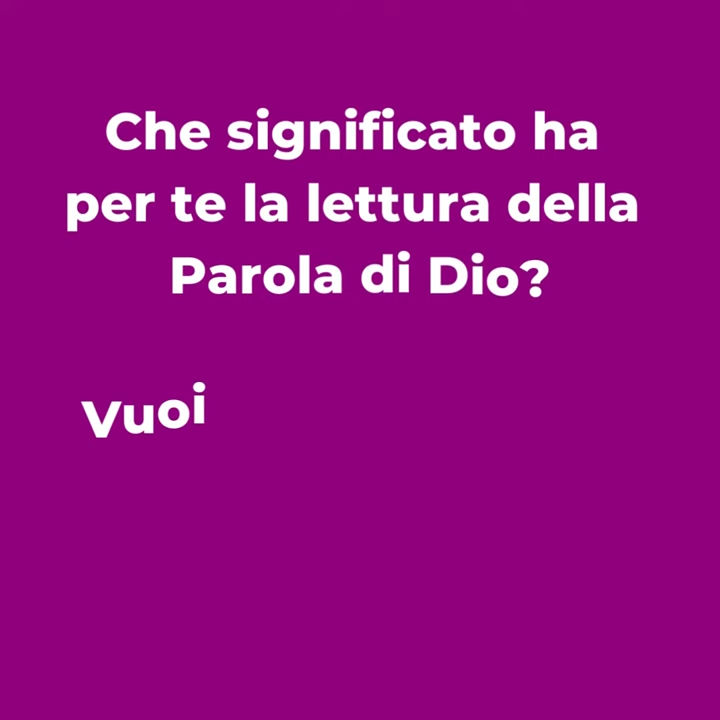 Che significato ha
per te la lettura della
Parola di Dio?
Vuoi